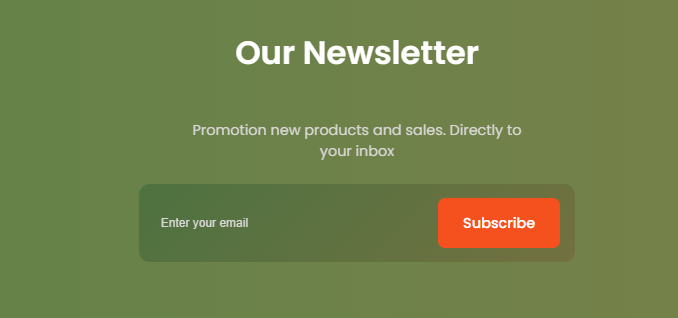 Our Newsletter
Promotion new products and sales. Directly to
your inbox
Enter your email
Subscribe